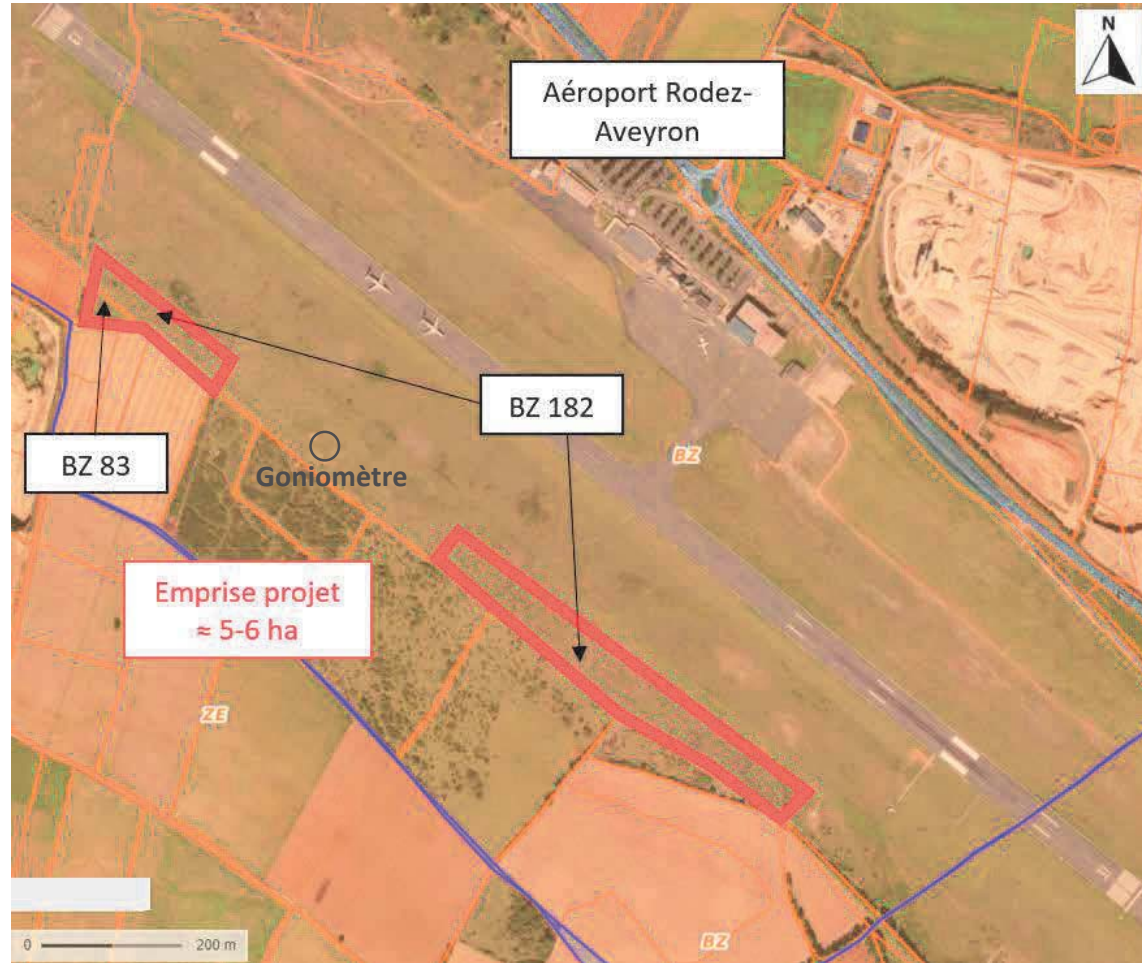 N
Aéroport Rodez-
Aveyron
BZ 182
BZ
BZ 83
Goniomètre
Emprise projet
≈ 5-6 ha
ZE
BZ
0 200 m